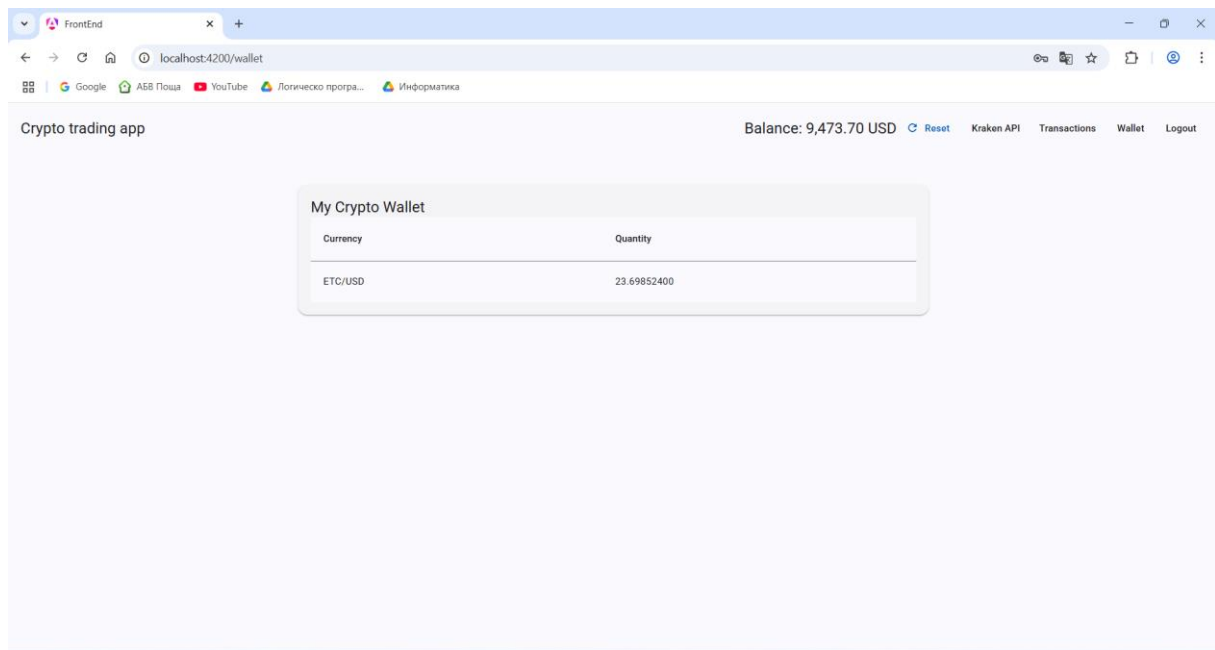 FrontEnd
localhost:4200/wallet
Google АБВ Поща YouTube Логическо програ... Информатика
Crypto trading app Balance: 9,473.70 USD Reset Kraken API Transactions Wallet Logout
My Crypto Wallet
Currency Quantity
ETC/USD 23.69852400